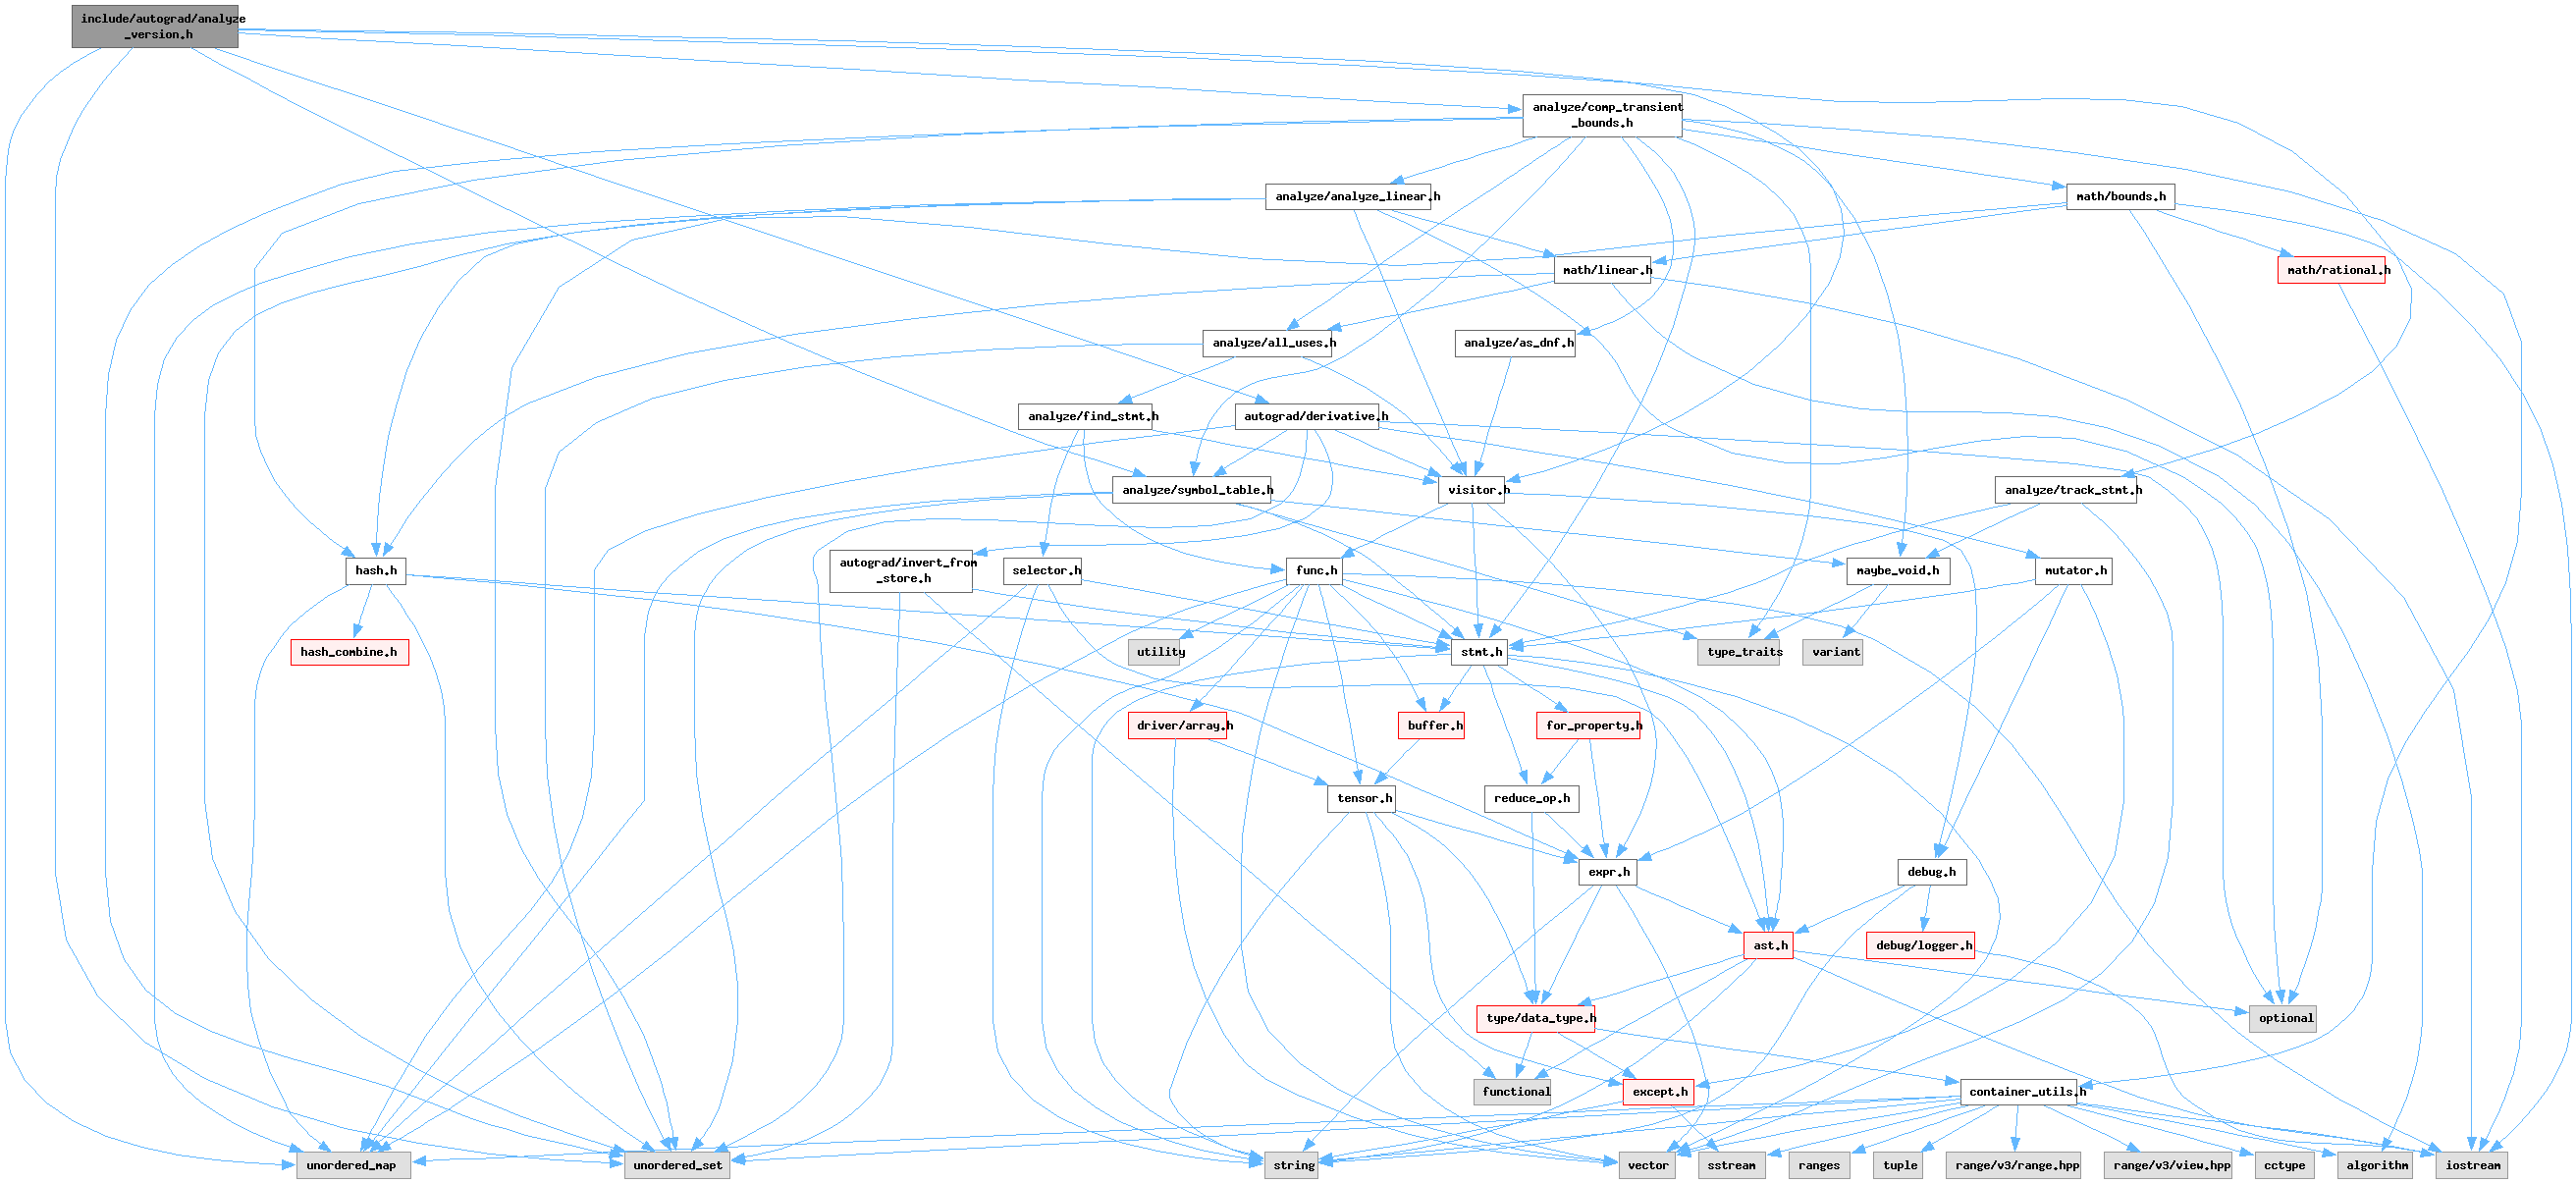 include/autograd/analyze
_version.h
analyze/comp_transient
_bounds.h
analyze/analyze_linear.h
math/bounds.h
math/linear.h
math/rational.h
analyze/all_uses.h
analyze/as_dnf.h
analyze/find_stmt.h
autograd/derivative.h
analyze/symbol_table.h
visitor.h
analyze/track_stmt.h
hash.h
autograd/invert_from
_store.h
selector.h
func.h
maybe_void.h
mutator.h
hash_combine.h
utility
stmt.h
type_traits
variant
driver/array.h
buffer.h
for_property.h
tensor.h
reduce_op.h
expr.h
debug.h
ast.h
debug/logger.h
type/data_type.h
optional
functional
except.h
container_utils.h
unordered_map
unordered_set
string
vector
sstream
ranges
tuple
range/v3/range.hpp
range/v3/view.hpp
cctype
algorithm
iostream